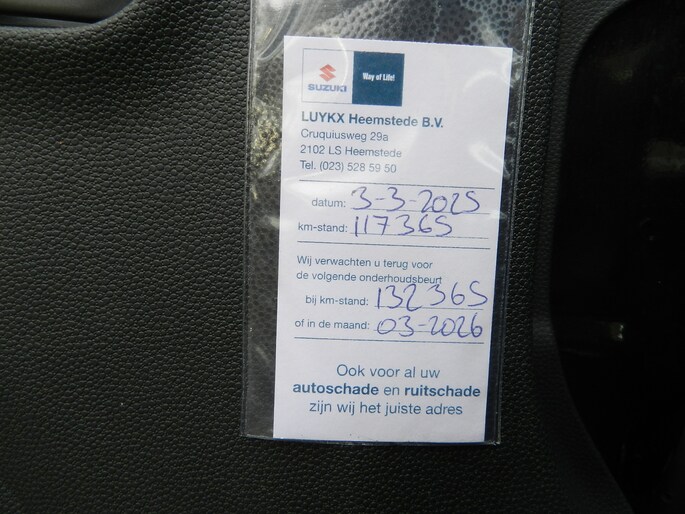 SUZUKI
Way of Life!
LUYKX Heemstede B.V.
Cruquiusweg 29a
2102 LS Heemstede
Tel. (023) 528 59 50
datum: 3-3-2025
km-stand: 117365
Wij verwachten u terug voor
de volgende onderhoudsbeurt
bij km-stand: 132365
of in de maand: 03-2026
Ook voor al uw
autoschade en ruitschade
zijn wij het juiste adres